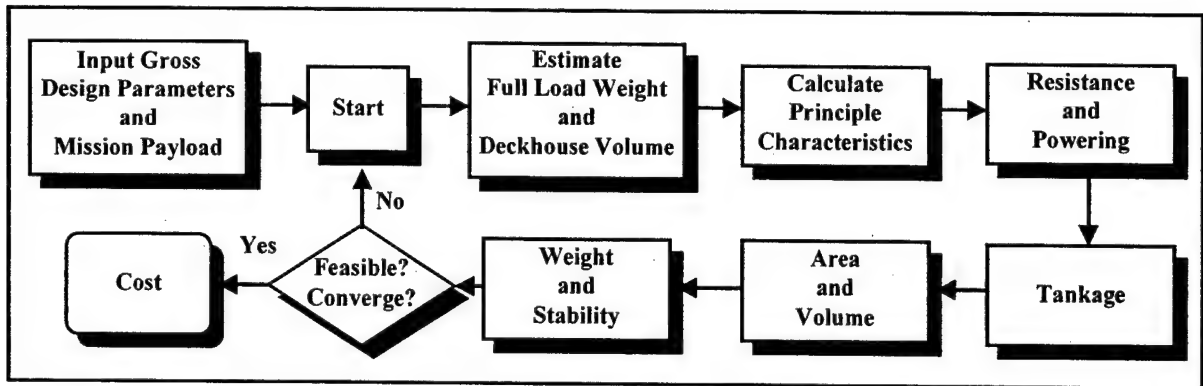 Input Gross
Design Parameters
and
Mission Payload
Start
Estimate
Full Load Weight
and
Deckhouse Volume
Calculate
Principle
Characteristics
Resistance
and
Powering
Tankage
Area
and
Volume
Weight
and
Stability
Feasible?
Converge?
No
Yes
Cost